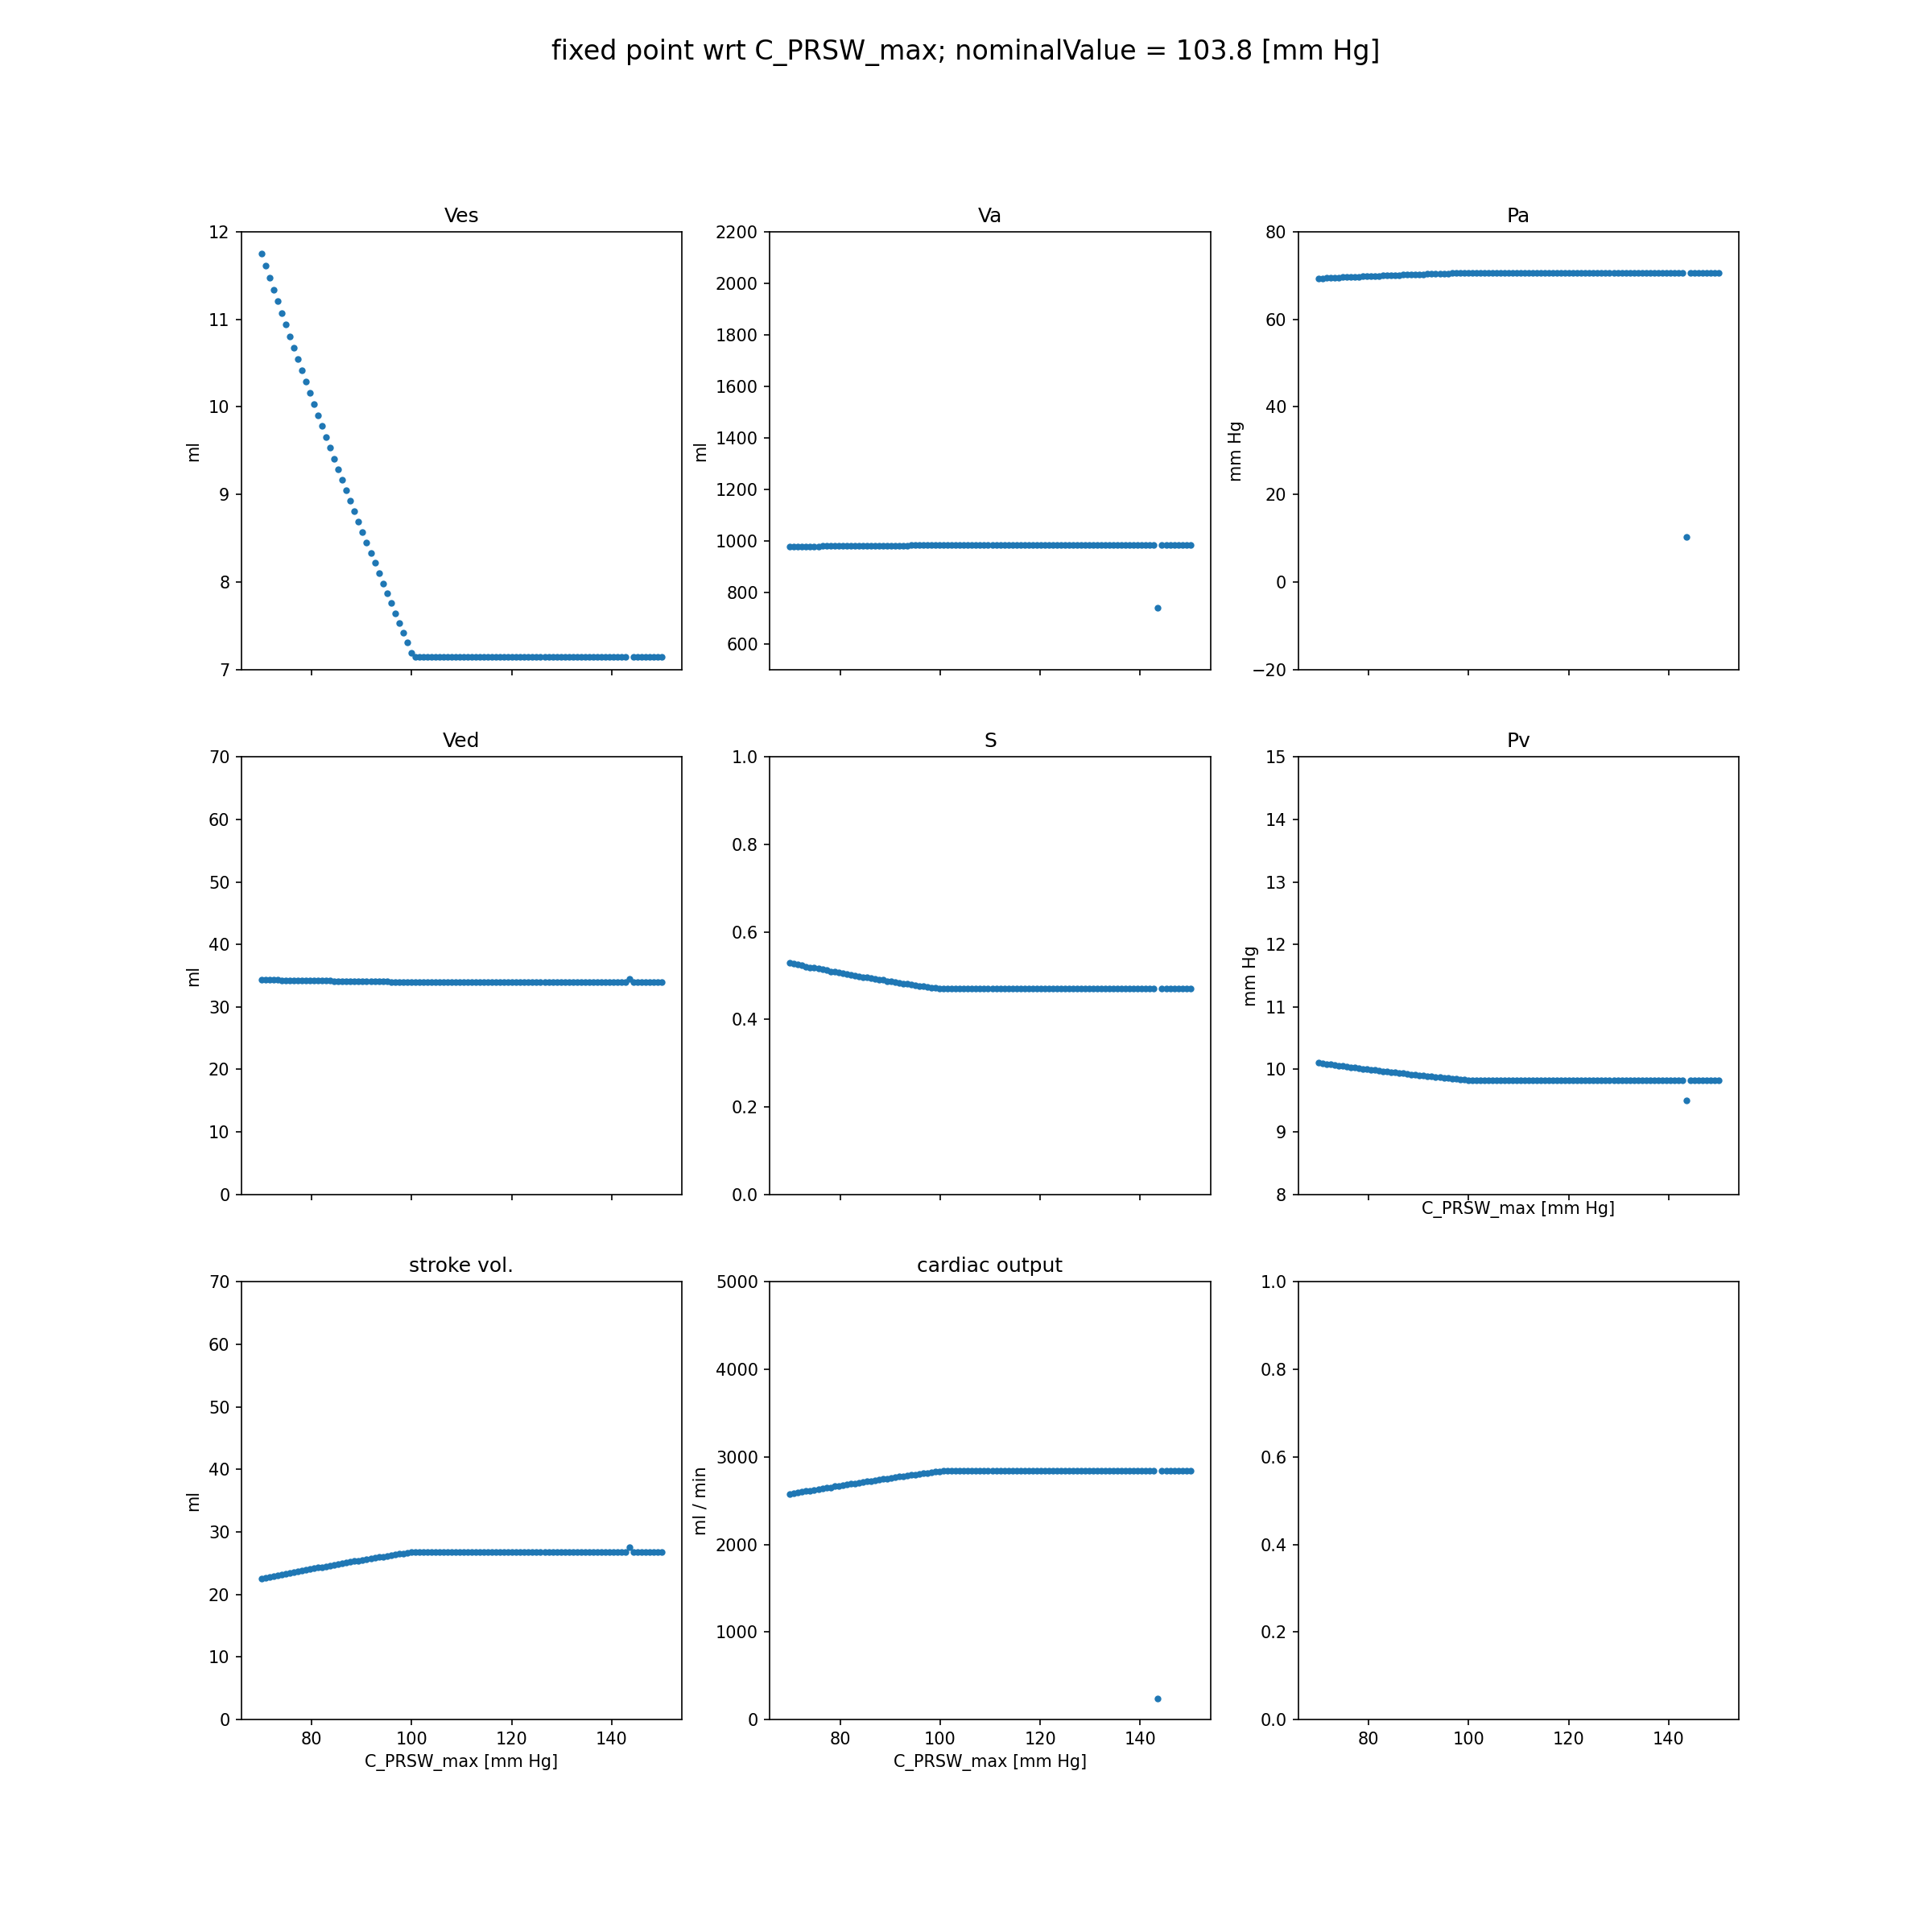 fixed point wrt C_PRSW_max; nominalValue = 103.8 [mm Hg]
Ves
12
11
10
9
8
7
ml
Va
2200
2000
1800
1600
1400
1200
1000
800
600
ml
Pa
80
60
40
20
0
−20
mm Hg
Ved
70
60
50
40
30
20
10
0
ml
S
1.0
0.8
0.6
0.4
0.2
0.0
Pv
15
14
13
12
11
10
9
8
mm Hg
C_PRSW_max [mm Hg]
stroke vol.
70
60
50
40
30
20
10
0
ml
80 100 120 140
C_PRSW_max [mm Hg]
cardiac output
5000
4000
3000
2000
1000
0
ml / min
80 100 120 140
C_PRSW_max [mm Hg]
1.0
0.8
0.6
0.4
0.2
0.0
80 100 120 140